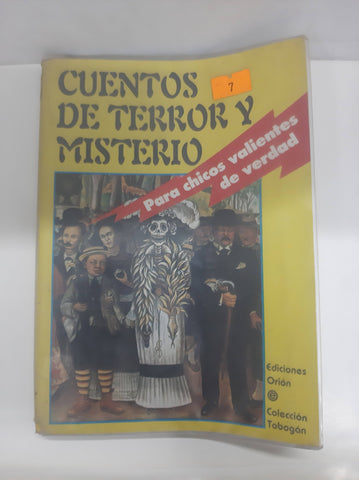 CUENTOS
DE TERROR Y
MISTERIO
7
Para chicos valientes
de verdad
Ediciones
Orión
Colección
Tobogán